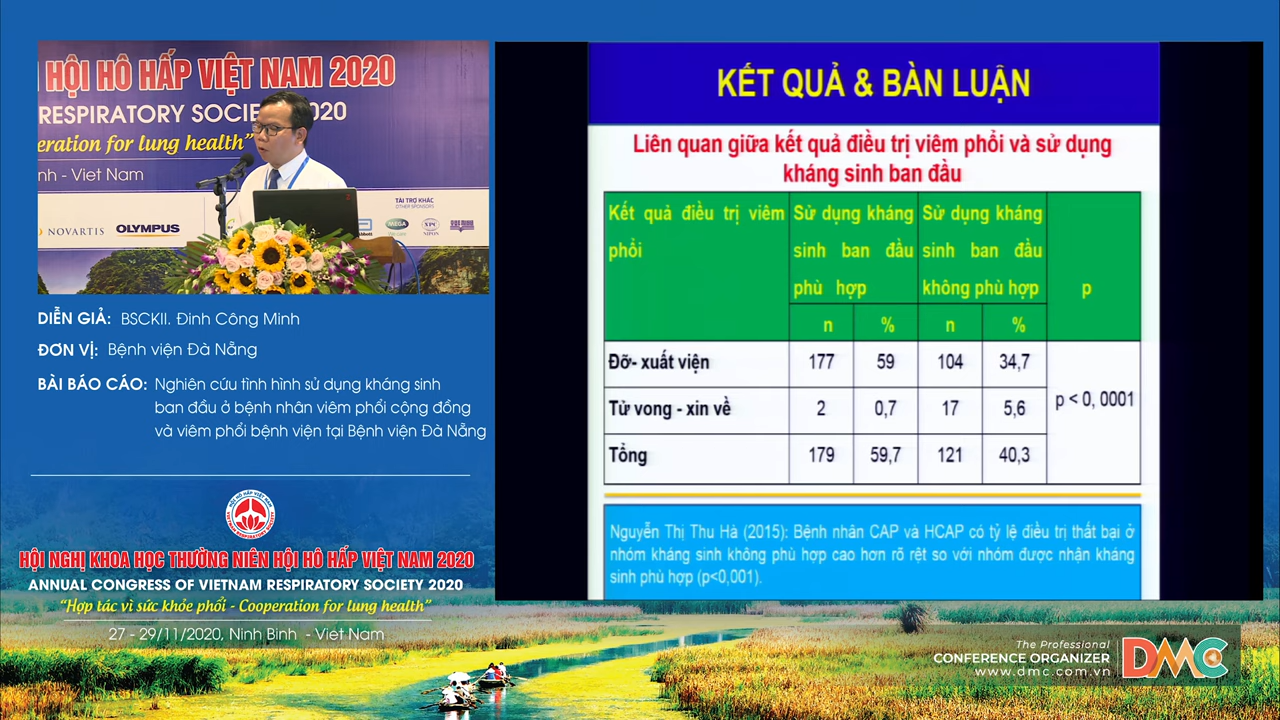 HỘI HÔ HẤP VIỆT NAM 2020
RESPIRATORY SOCIETY 2020
eration for lung health"
nh - Viet Nam
TÀI TRỢ KHÁC
OTHER SPONSORS
NOVARTIS
OLYMPUS
Abbott
MEGA
NIPON
DIỄN GIẢ: BSCKII. Đinh Công Minh
ĐƠN VỊ: Bệnh viện Đà Nẵng
BÀI BÁO CÁO: Nghiên cứu tình hình sử dụng kháng sinh
ban đầu ở bệnh nhân viêm phổi cộng đồng
và viêm phổi bệnh viện tại Bệnh viện Đà Nẵng
HỘI NGHỊ KHOA HỌC THƯỜNG NIÊN HỘI HÔ HẤP VIỆT NAM 2020
ANNUAL CONGRESS OF VIETNAM RESPIRATORY SOCIETY 2020
"Hợp tác vì sức khỏe phổi - Cooperation for lung health"
27 - 29/11/2020, Ninh Bình - Viet Nam
KẾT QUẢ & BÀN LUẬN
Liên quan giữa kết quả điều trị viêm phổi và sử dụng
kháng sinh ban đầu
Kết quả điều trị viêm phổi
Sử dụng kháng sinh ban đầu phù hợp
Sử dụng kháng sinh ban đầu không phù hợp
p
n % n %
Đỡ- xuất viện 177 59 104 34,7
p < 0, 0001
Tử vong - xin về 2 0,7 17 5,6
Tổng 179 59,7 121 40,3
Nguyễn Thị Thu Hà (2015): Bệnh nhân CAP và HCAP có tỷ lệ điều trị thất bại ở
nhóm kháng sinh không phù hợp cao hơn rõ rệt so với nhóm được nhận kháng
sinh phù hợp (p<0,001).
The Professional
CONFERENCE ORGANIZER
www.dmc.com.vn
DMC